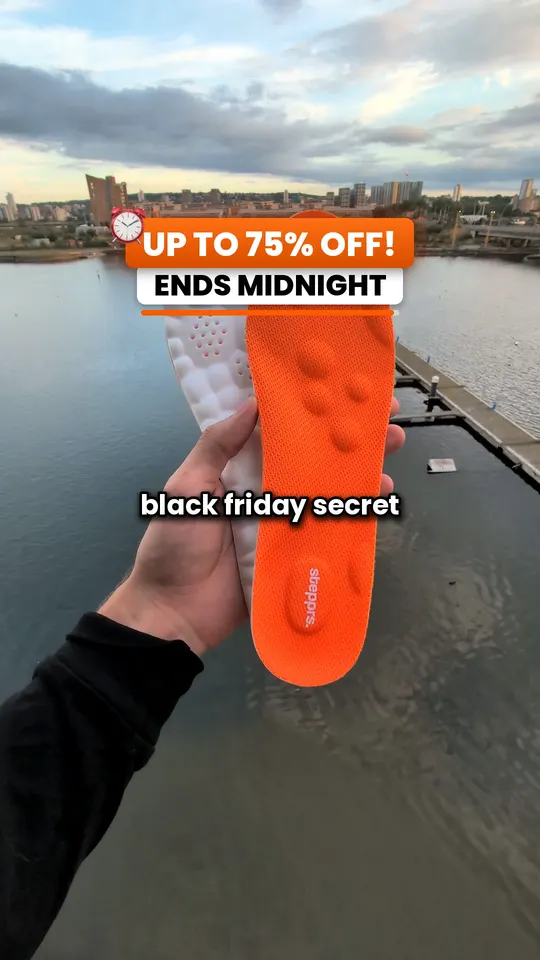 UP TO 75% OFF!
ENDS MIDNIGHT
black friday secret
stepprs.